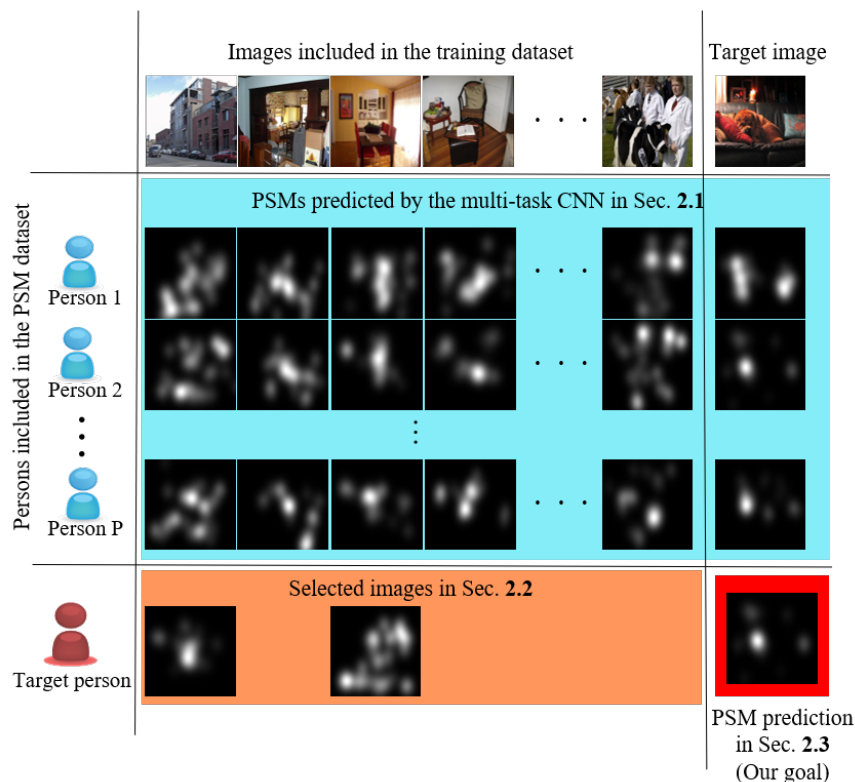 Images included in the training dataset
Target image
. . .
Persons included in the PSM dataset
PSMs predicted by the multi-task CNN in Sec. 2.1
Person 1
. . .
Person 2
. . .
Person P
. . .
Selected images in Sec. 2.2
Target person
PSM prediction
in Sec. 2.3
(Our goal)